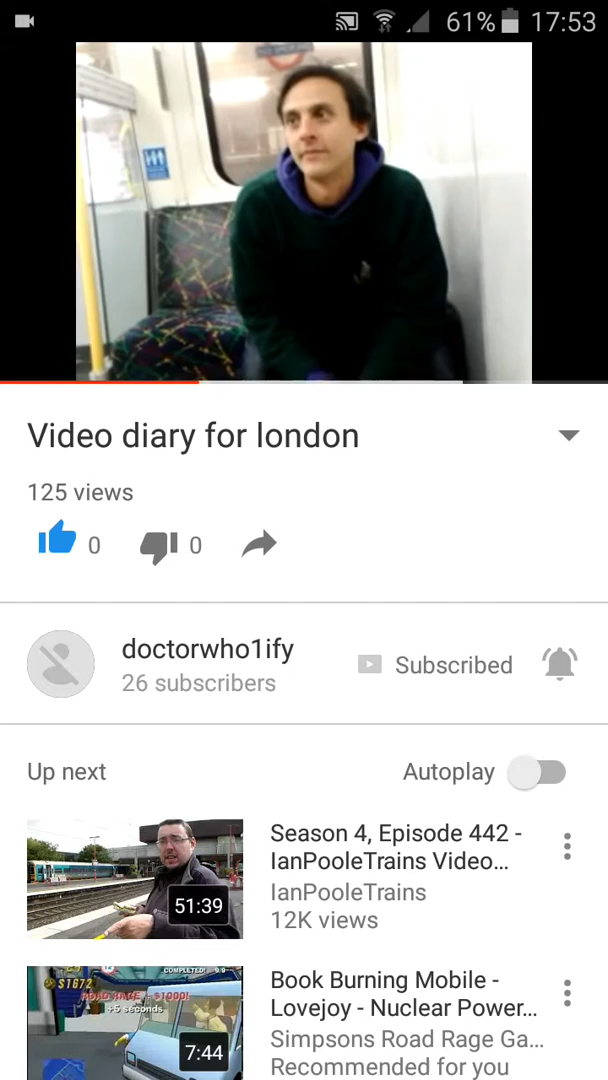 61% 17:53
Video diary for london
125 views
0 0
doctorwho1ify
26 subscribers
Subscribed
Up next
Autoplay
51:39
Season 4, Episode 442 -
IanPooleTrains Video...
IanPooleTrains
12K views
COMPLETED! 9/9
$1672
ROAD RAGE - $1000!
+5 seconds
7:44
Book Burning Mobile -
Lovejoy - Nuclear Power...
Simpsons Road Rage Ga...
Recommended for you